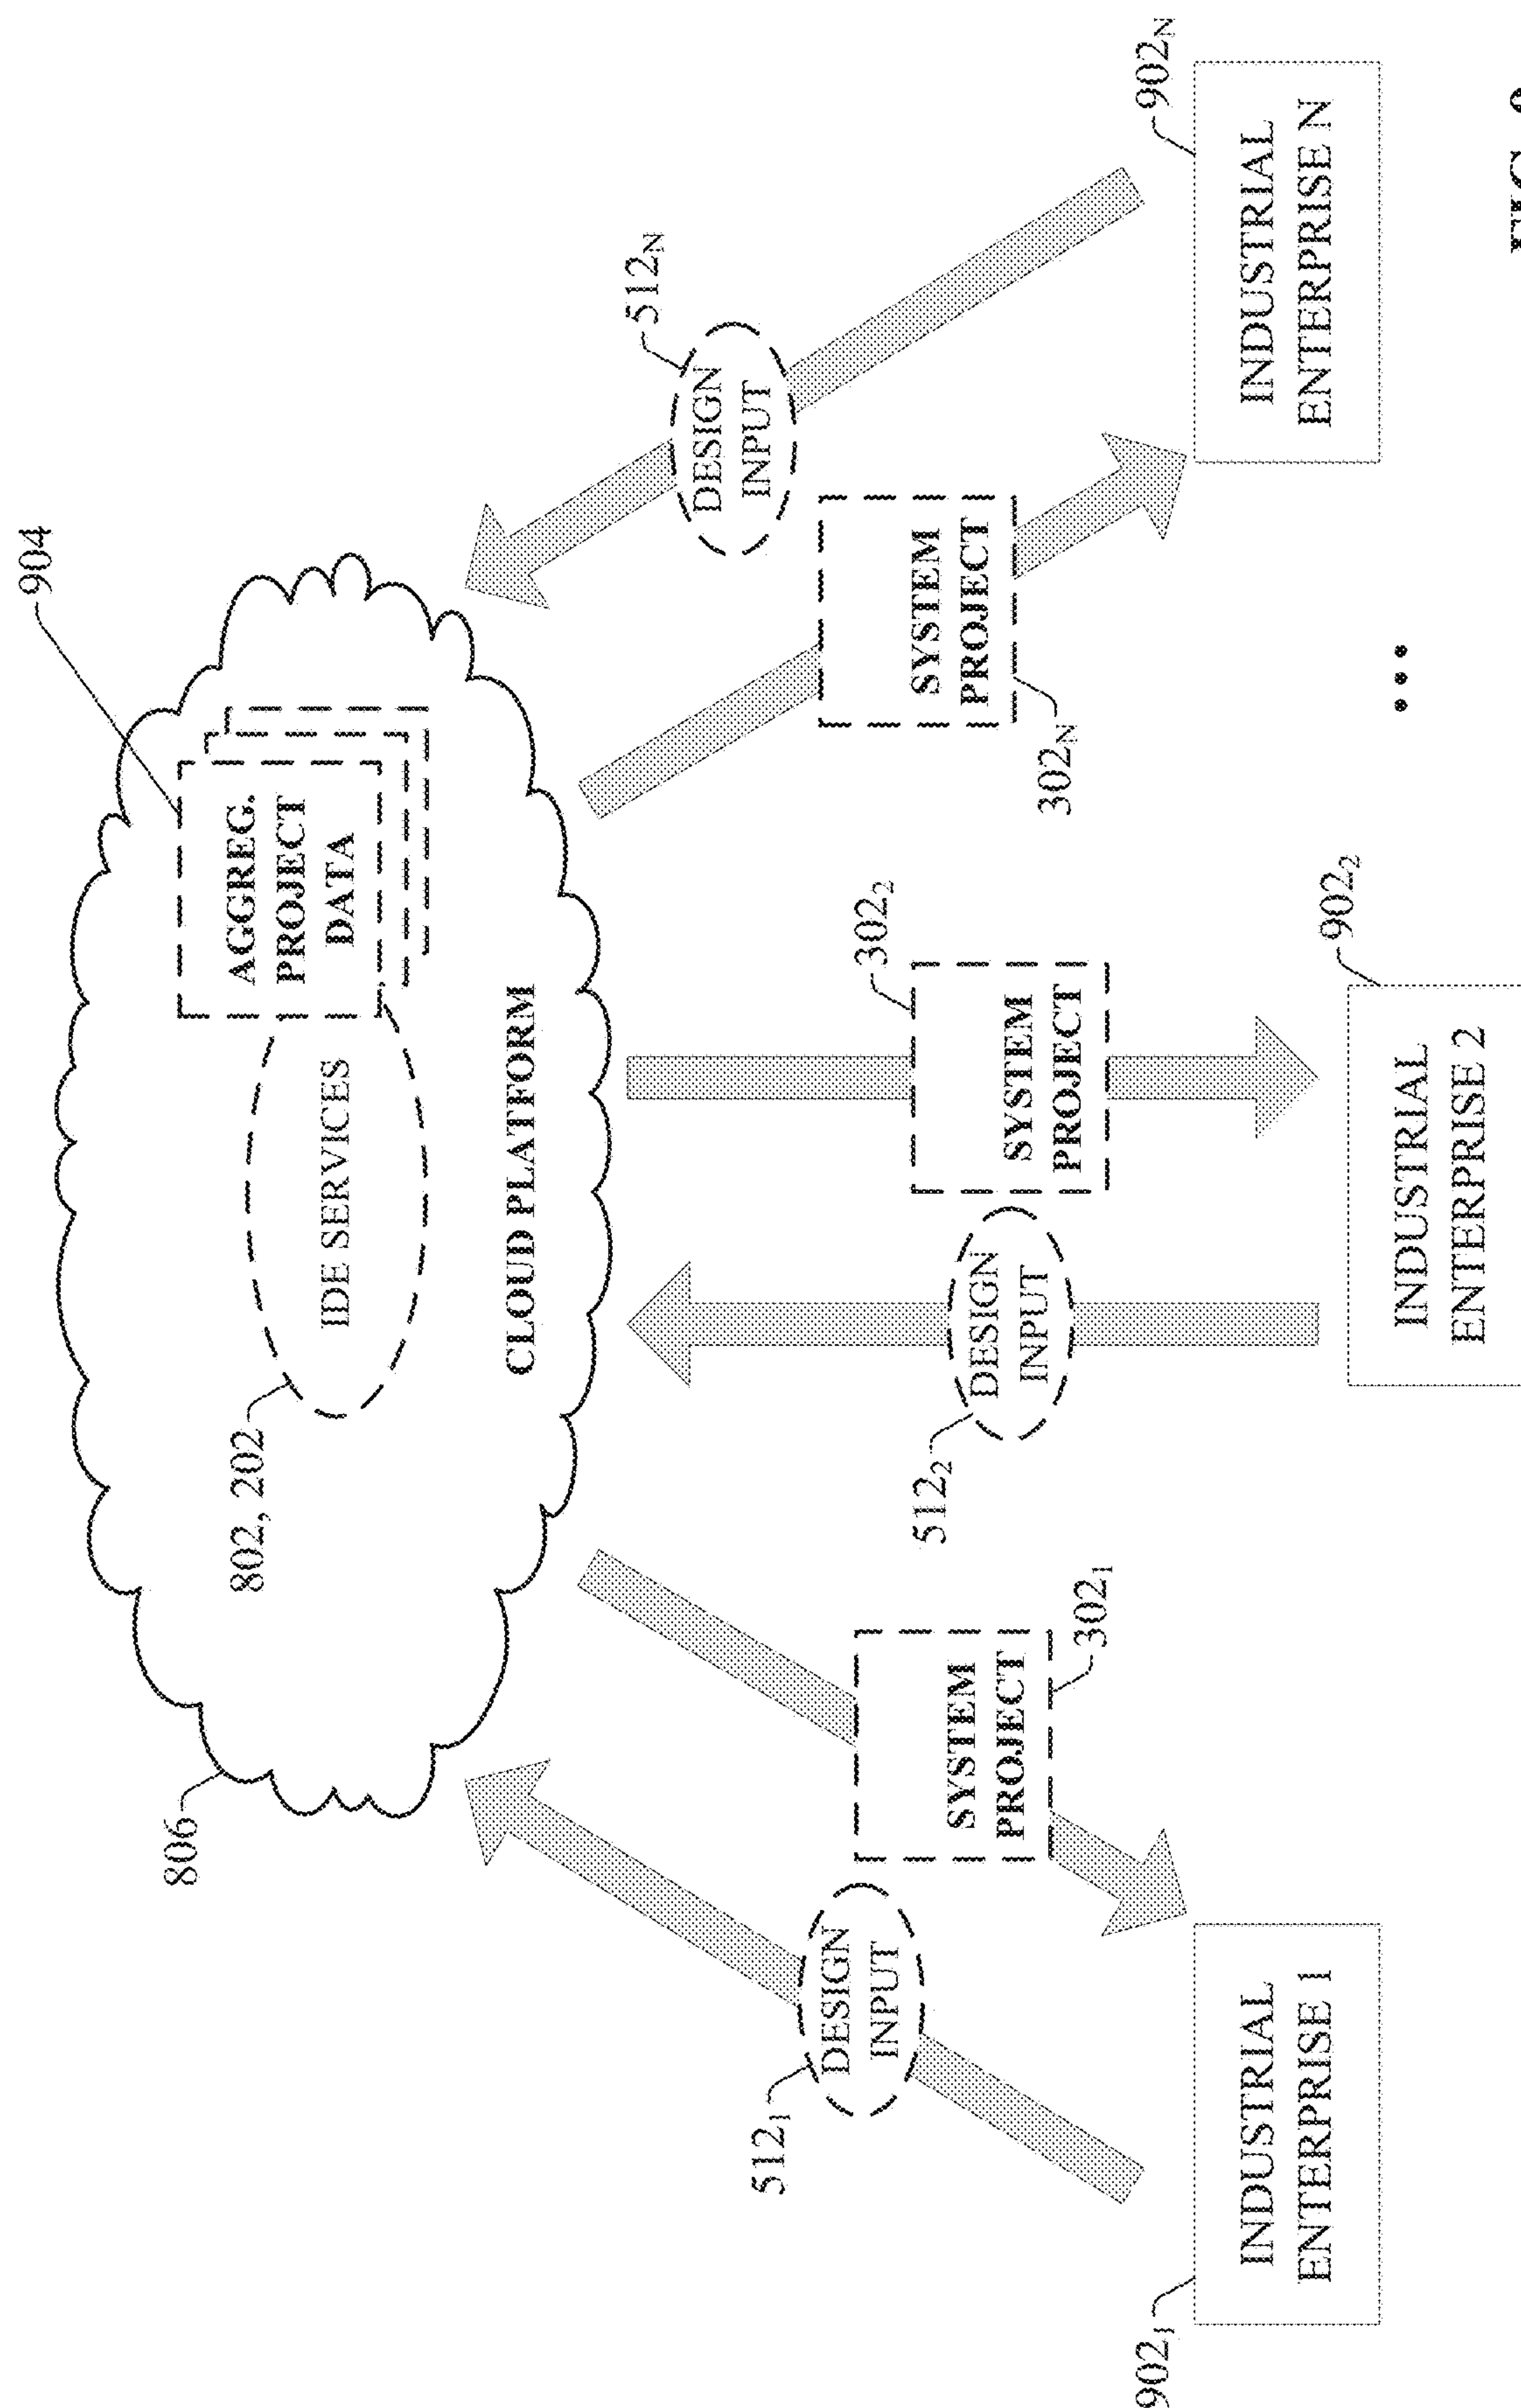 904
AGGREG.
PROJECT
DATA
IDE SERVICES
802, 202
CLOUD PLATFORM
806
512₁
DESIGN
INPUT
SYSTEM
PROJECT
302₁
512₂
DESIGN
INPUT
SYSTEM
PROJECT
302₂
512N
DESIGN
INPUT
SYSTEM
PROJECT
302N
902₁
INDUSTRIAL
ENTERPRISE 1
902₂
INDUSTRIAL
ENTERPRISE 2
...
902N
INDUSTRIAL
ENTERPRISE N